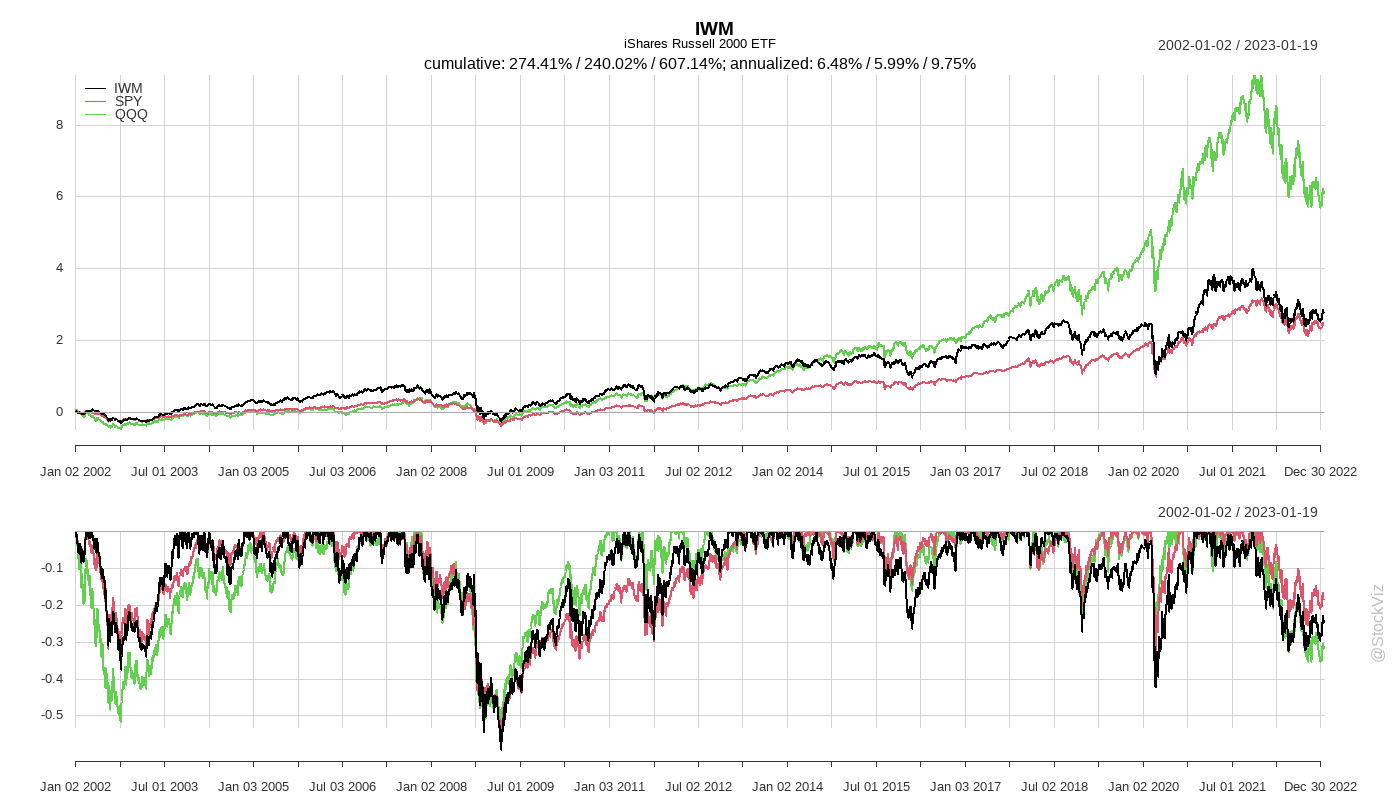 IWM
iShares Russell 2000 ETF
2002-01-02 / 2023-01-19
cumulative: 274.41% / 240.02% / 607.14%; annualized: 6.48% / 5.99% / 9.75%
IWM
SPY
QQQ
8
6
4
2
0
Jan 02 2002 Jul 01 2003 Jan 03 2005 Jul 03 2006 Jan 02 2008 Jul 01 2009 Jan 03 2011 Jul 02 2012 Jan 02 2014 Jul 01 2015 Jan 03 2017 Jul 02 2018 Jan 02 2020 Jul 01 2021 Dec 30 2022
2002-01-02 / 2023-01-19
-0.1
-0.2
-0.3
-0.4
-0.5
Jan 02 2002 Jul 01 2003 Jan 03 2005 Jul 03 2006 Jan 02 2008 Jul 01 2009 Jan 03 2011 Jul 02 2012 Jan 02 2014 Jul 01 2015 Jan 03 2017 Jul 02 2018 Jan 02 2020 Jul 01 2021 Dec 30 2022
@StockViz